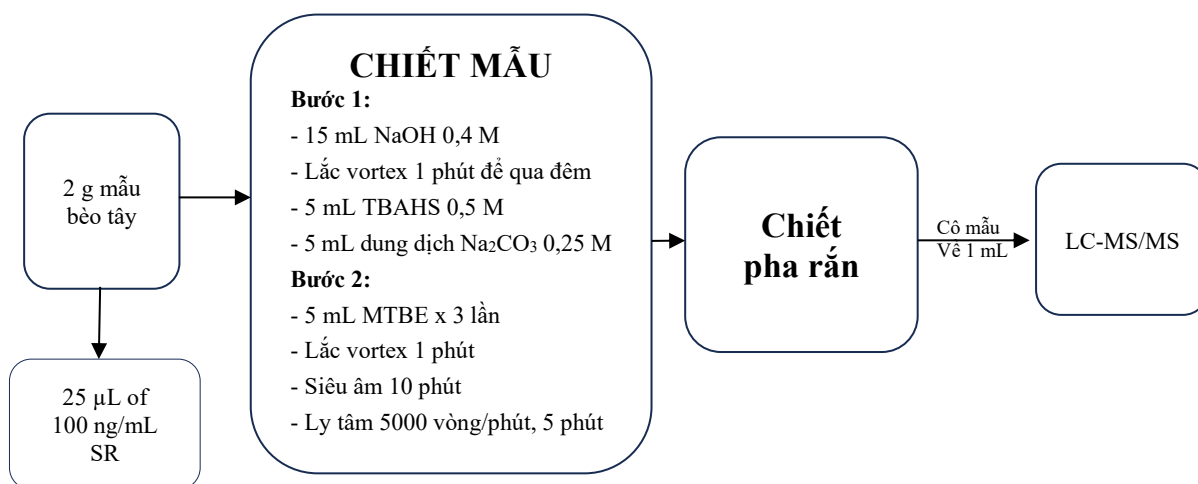 2 g mẫu
bèo tây
25 µL of
100 ng/mL
SR
CHIẾT MẪU
Bước 1:
- 15 mL NaOH 0,4 M
- Lắc vortex 1 phút để qua đêm
- 5 mL TBAHS 0,5 M
- 5 mL dung dịch Na₂CO₃ 0,25 M
Bước 2:
- 5 mL MTBE x 3 lần
- Lắc vortex 1 phút
- Siêu âm 10 phút
- Ly tâm 5000 vòng/phút, 5 phút
Chiết
pha rắn
Cô mẫu
Về 1 mL
LC-MS/MS